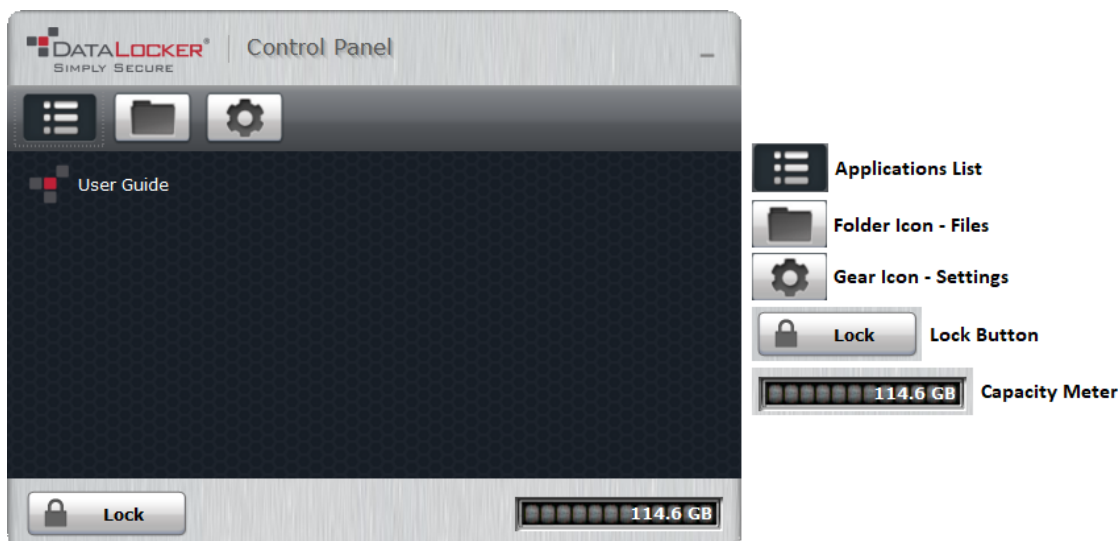 DATALOCKER®
SIMPLY SECURE
Control Panel
User Guide
Lock
114.6 GB
Applications List
Folder Icon - Files
Gear Icon - Settings
Lock
Lock Button
114.6 GB
Capacity Meter